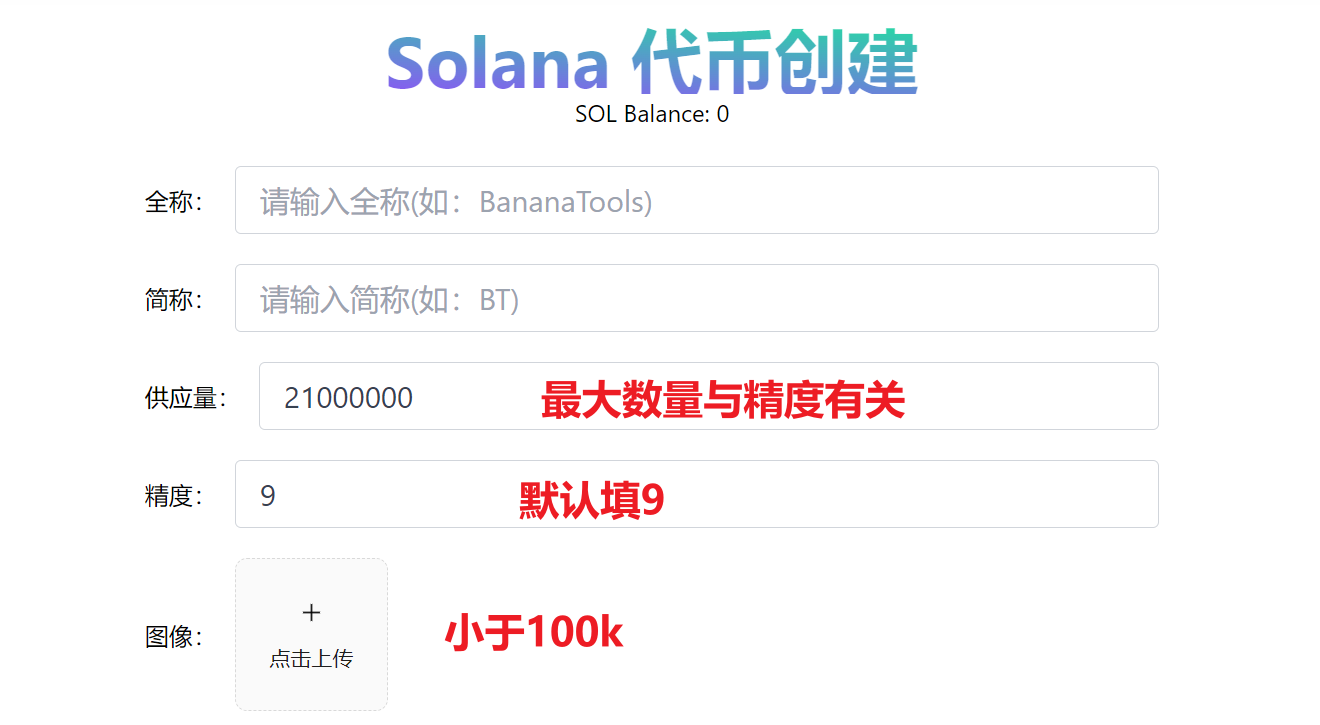 Solana 代币创建
SOL Balance: 0
全称：
请输入全称(如：BananaTools)
简称：
请输入简称(如：BT)
供应量：
21000000
最大数量与精度有关
精度：
9
默认填9
图像：
+
点击上传
小于100k